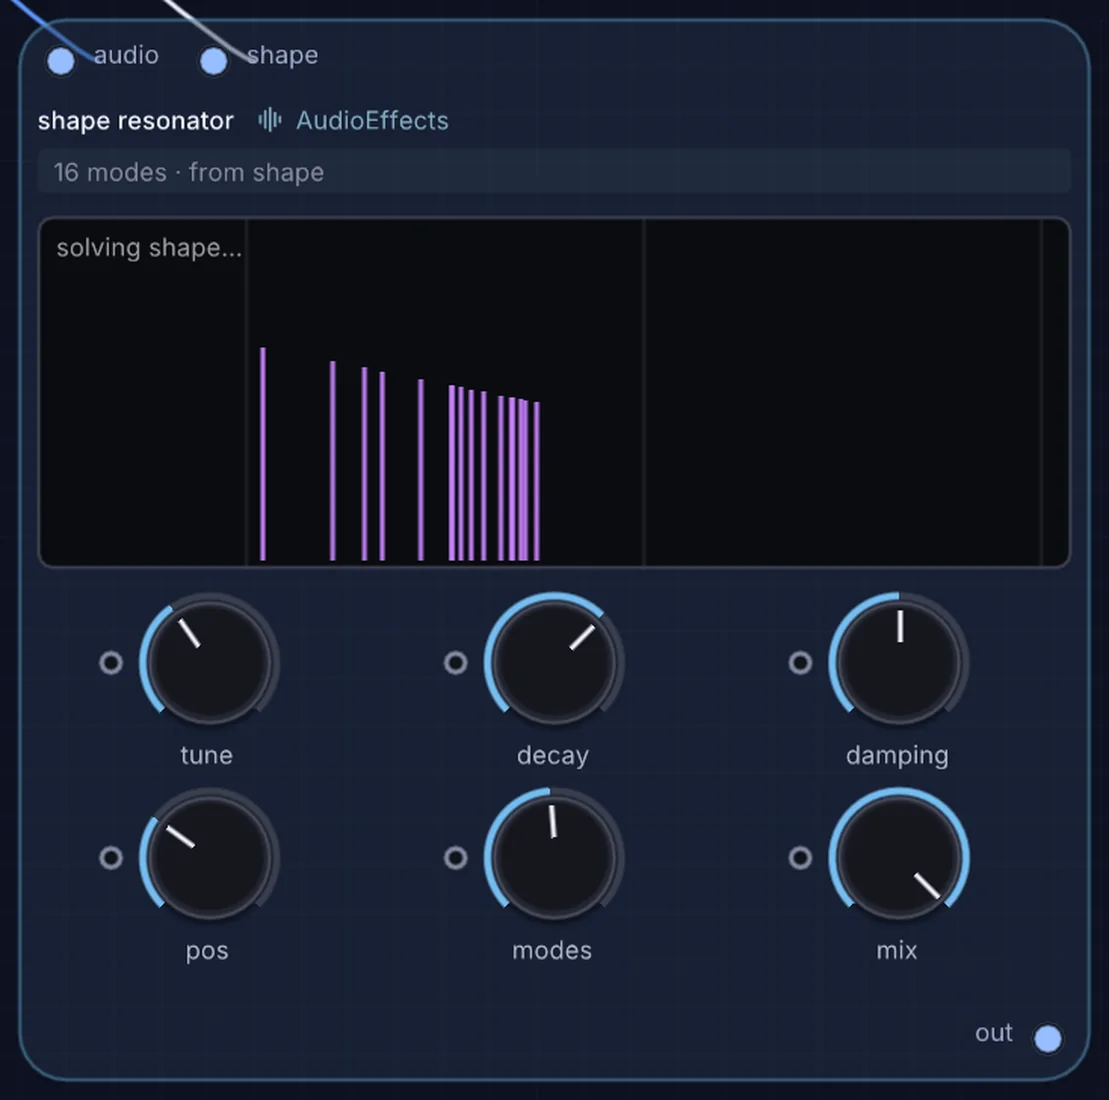 audio shape
shape resonator AudioEffects
16 modes · from shape
solving shape...
tune decay damping
pos modes mix
out